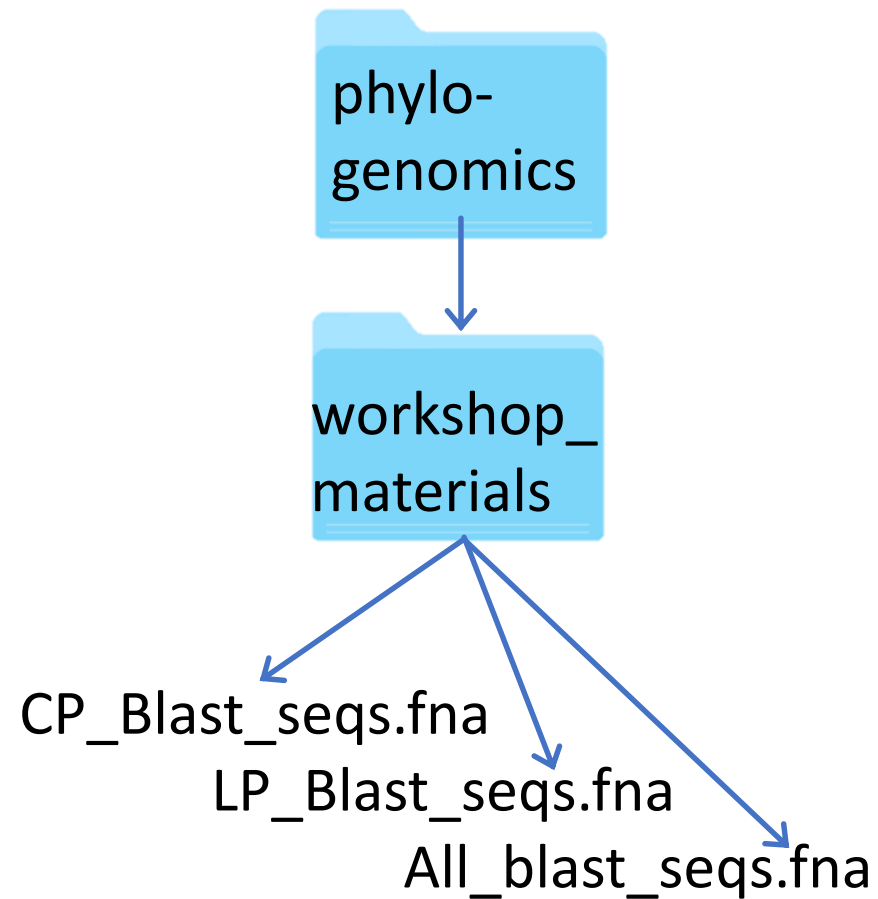 phylo-
genomics
workshop_
materials
CP_Blast_seqs.fna
LP_Blast_seqs.fna
All_blast_seqs.fna